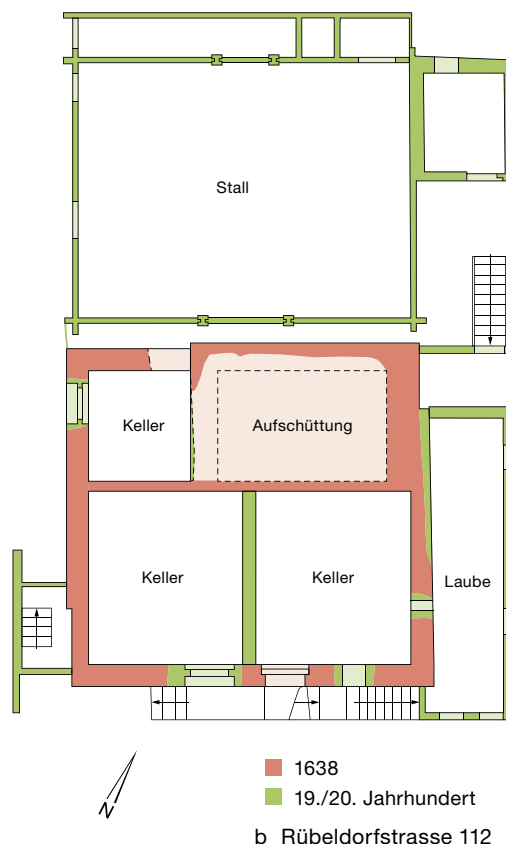 Stall
Keller
Aufschüttung
Keller
Keller
Laube
N
1638
19./20. Jahrhundert
b Rübeldorfstrasse 112